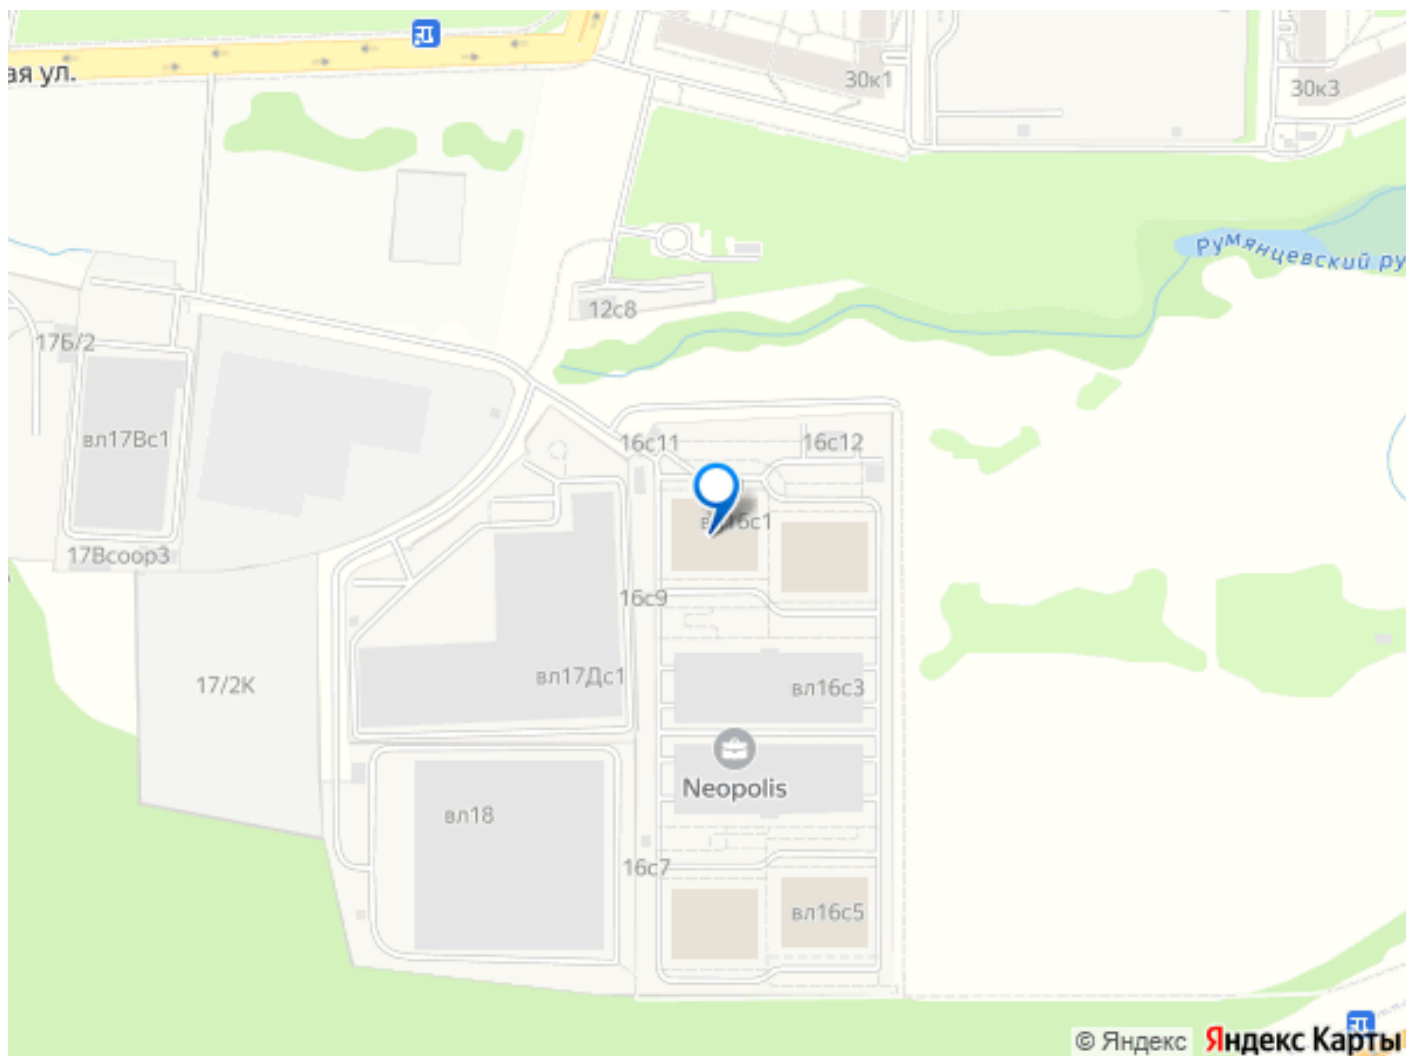 ая ул.
30к1
30к3
Румянцевский ру
12с8
17Б/2
вл17Вс1
16с11
16с12
вл16с1
17Всоор3
16с9
17/2К
вл17Дс1
вл16с3
Neopolis
вл18
16с7
вл16с5
© Яндекс Яндекс Карты